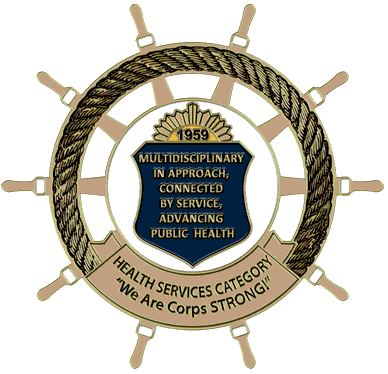 1959
MULTIDISCIPLINARY
IN APPROACH,
CONNECTED
BY SERVICE,
ADVANCING
PUBLIC HEALTH
HEALTH SERVICES CATEGORY
"We Are Corps STRONG!"